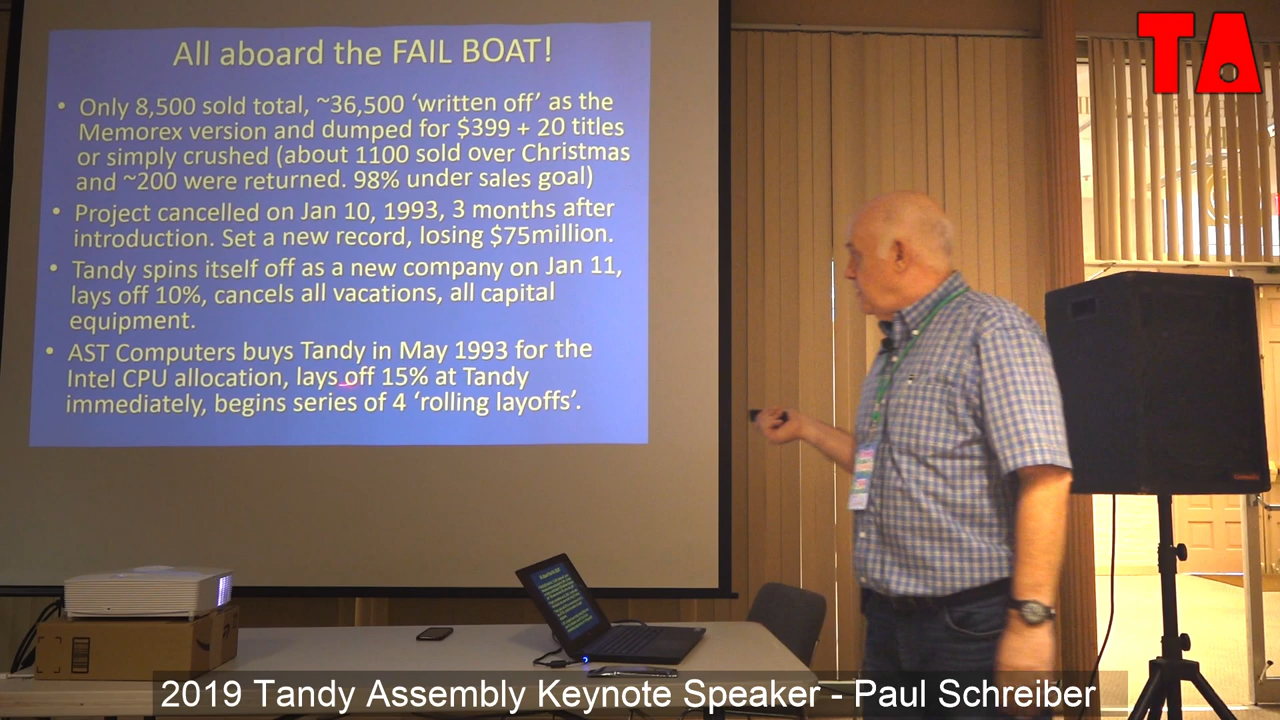 All aboard the FAIL BOAT!
• Only 8,500 sold total, ~36,500 'written off' as the
Memorex version and dumped for $399 + 20 titles
or simply crushed (about 1100 sold over Christmas
and ~200 were returned. 98% under sales goal)
• Project cancelled on Jan 10, 1993, 3 months after
introduction. Set a new record, losing $75million.
• Tandy spins itself off as a new company on Jan 11,
lays off 10%, cancels all vacations, all capital
equipment.
• AST Computers buys Tandy in May 1993 for the
Intel CPU allocation, lays off 15% at Tandy
immediately, begins series of 4 'rolling layoffs'.
TA
2019 Tandy Assembly Keynote Speaker - Paul Schreiber